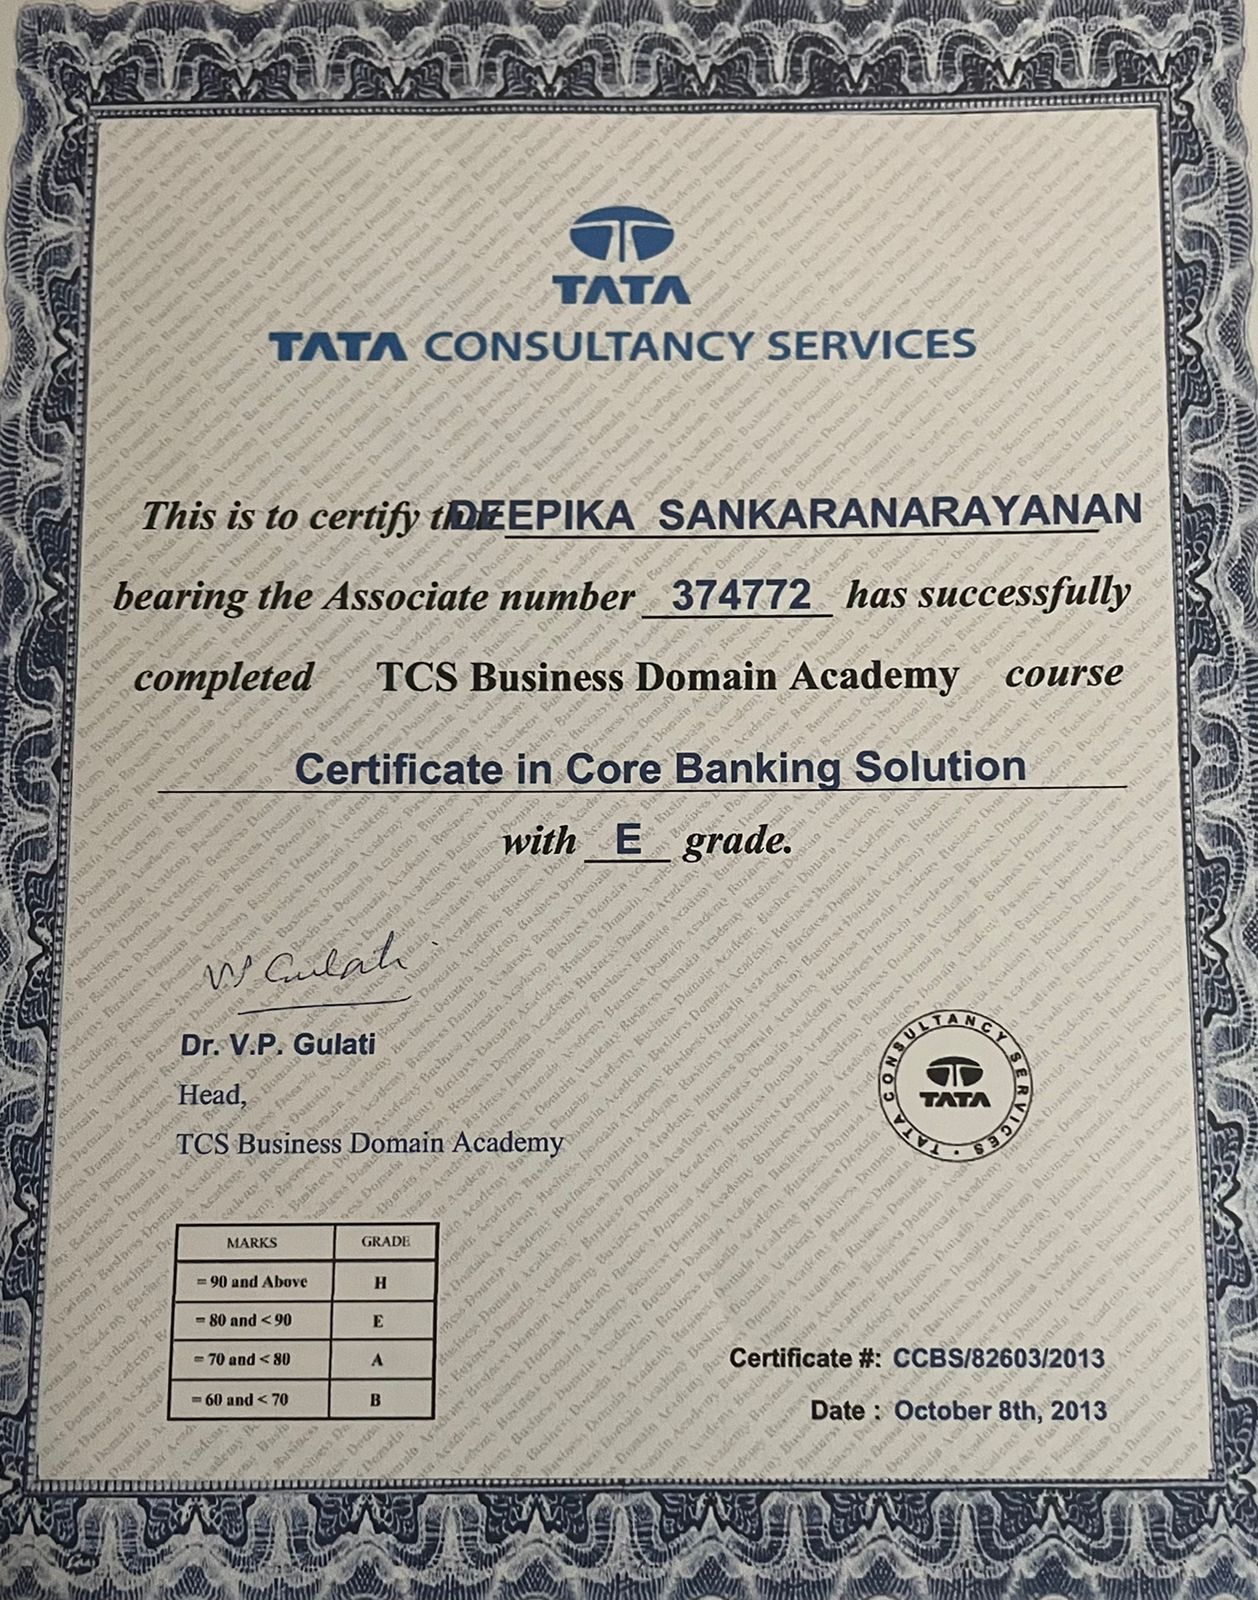 TATA
TATA CONSULTANCY SERVICES
This is to certify that DEEPIKA SANKARANARAYANAN
bearing the Associate number 374772 has successfully
completed TCS Business Domain Academy course
Certificate in Core Banking Solution
with E grade.
VP Gulati
Dr. V.P. Gulati
Head,
TCS Business Domain Academy
TATA CONSULTANCY SERVICES
TATA
MARKS GRADE
= 90 and Above H
= 80 and < 90 E
= 70 and < 80 A
= 60 and < 70 B
Certificate #: CCBS/82603/2013
Date : October 8th, 2013